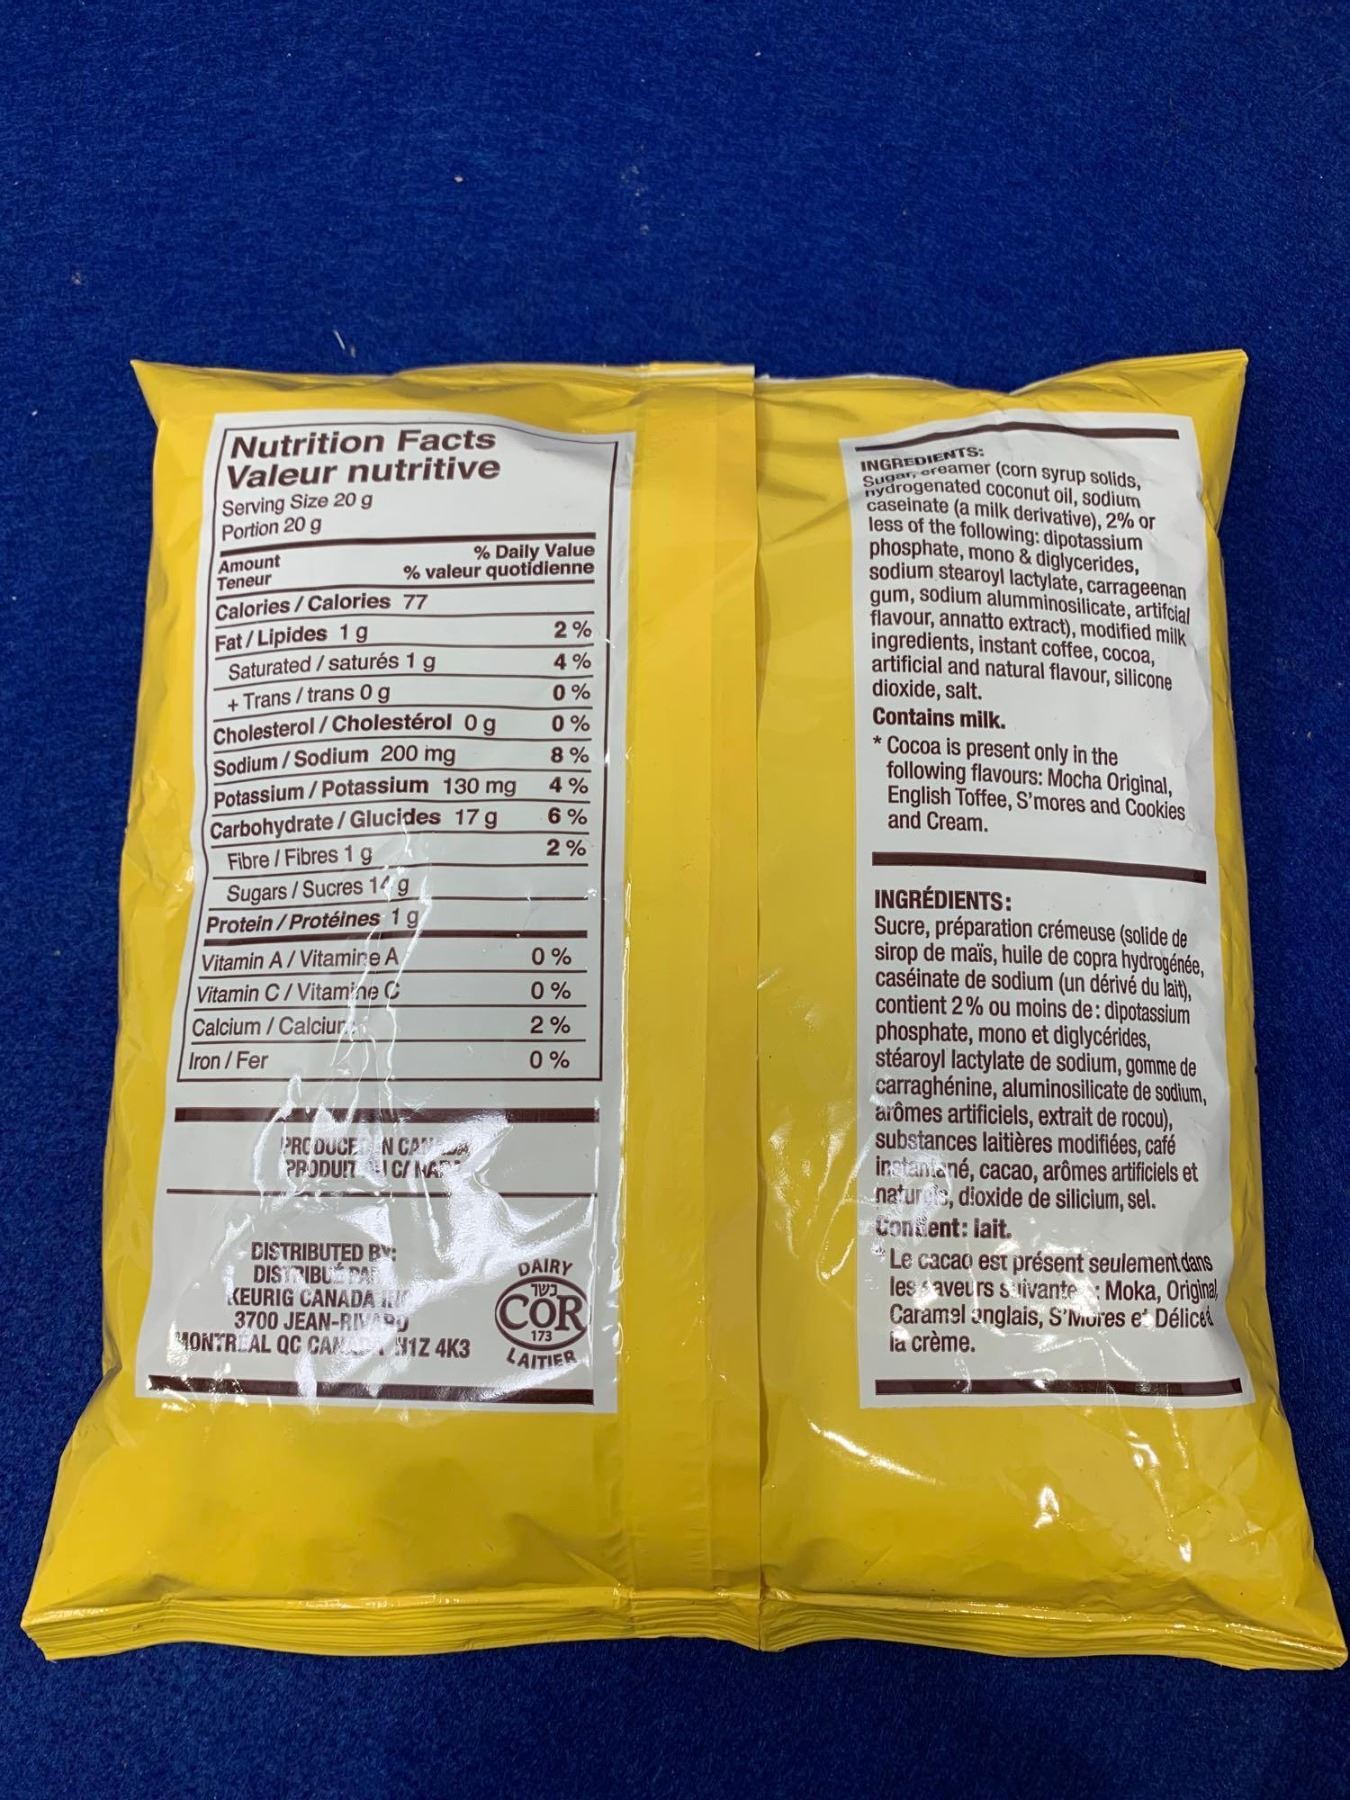 Nutrition Facts
Valeur nutritive
Serving Size 20 g
Portion 20 g
Amount % Daily Value
Teneur % valeur quotidienne
Calories / Calories 77
Fat / Lipides 1 g 2 %
Saturated / saturés 1 g 4 %
+ Trans / trans 0 g 0 %
Cholesterol / Cholestérol 0 g 0 %
Sodium / Sodium 200 mg 8 %
Potassium / Potassium 130 mg 4 %
Carbohydrate / Glucides 17 g 6 %
Fibre / Fibres 1 g 2 %
Sugars / Sucres 14 g
Protein / Protéines 1 g
Vitamin A / Vitamine A 0 %
Vitamin C / Vitamine C 0 %
Calcium / Calcium 2 %
Iron / Fer 0 %
PRODUCED IN CANADA
PRODUIT AU CANADA
DISTRIBUTED BY:
DISTRIBUÉ PAR
KEURIG CANADA INC
3700 JEAN-RIVARD
MONTRÉAL QC CANADA H1Z 4K3
DAIRY
כשר
COR
173
LAITIER
INGREDIENTS:
Sugar, creamer (corn syrup solids,
hydrogenated coconut oil, sodium
caseinate (a milk derivative), 2% or
less of the following: dipotassium
phosphate, mono & diglycerides,
sodium stearoyl lactylate, carrageenan
gum, sodium alumminosilicate, artifcial
flavour, annatto extract), modified milk
ingredients, instant coffee, cocoa,
artificial and natural flavour, silicone
dioxide, salt.
Contains milk.
* Cocoa is present only in the
following flavours: Mocha Original,
English Toffee, S'mores and Cookies
and Cream.
INGRÉDIENTS:
Sucre, préparation crémeuse (solide de
sirop de maïs, huile de copra hydrogénée,
caséinate de sodium (un dérivé du lait),
contient 2 % ou moins de : dipotassium
phosphate, mono et diglycérides,
stéaroyl lactylate de sodium, gomme de
carraghénine, aluminosilicate de sodium,
arômes artificiels, extrait de rocou),
substances laitières modifiées, café
instantané, cacao, arômes artificiels et
naturels, dioxide de silicium, sel.
Contient : lait.
* Le cacao est présent seulement dans
les saveurs suivantes : Moka, Original,
Caramel anglais, S'Mores et Délice à
la crème.